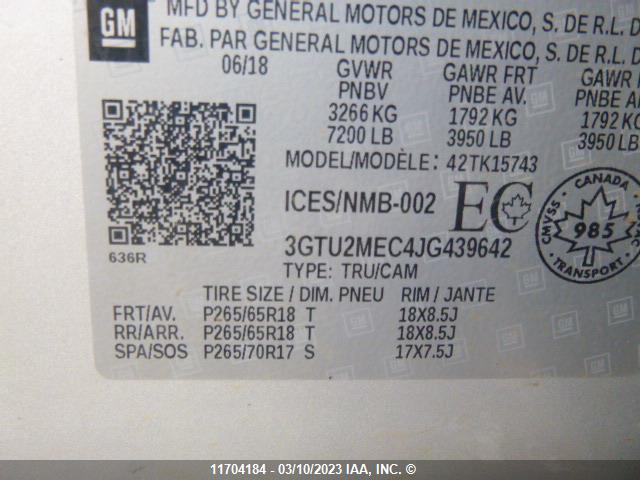 GM
MFD BY GENERAL MOTORS DE MEXICO, S. DE R.L. D
FAB. PAR GENERAL MOTORS DE MEXICO, S. DE R.L.
06/18 GVWR GAWR FRT GAWR
PNBV PNBE AV. PNBE A
3266 KG 1792 KG 1792 K
7200 LB 3950 LB 3950 L
MODEL/MODÈLE: 42TK15743
ICES/NMB-002 EC
CMVSS CANADA 985 TRANSPORT
3GTU2MEC4JG439642
636R
TYPE: TRU/CAM
TIRE SIZE / DIM. PNEU RIM / JANTE
FRT/AV. P265/65R18 T 18X8.5J
RR/ARR. P265/65R18 T 18X8.5J
SPA/SOS P265/70R17 S 17X7.5J
11704184 - 03/10/2023 IAA, INC. ©